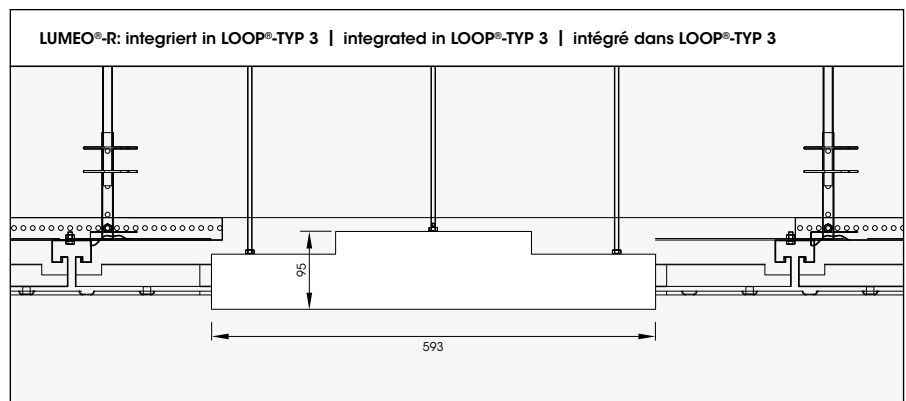 LUMEO®-R: integriert in LOOP®-TYP 3 | integrated in LOOP®-TYP 3 | intégré dans LOOP®-TYP 3
95
593